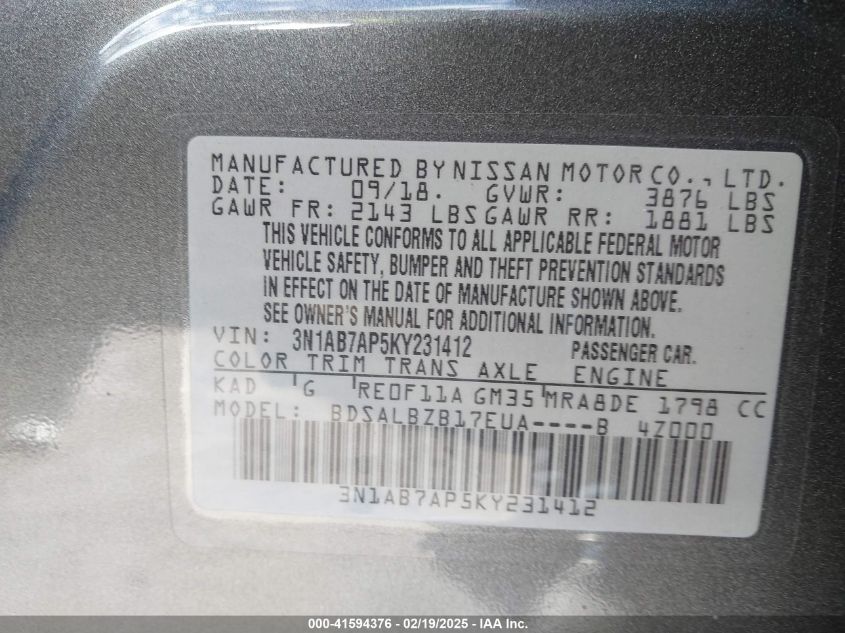 MANUFACTURED BY NISSAN MOTOR CO., LTD.
DATE: 09/18. GVWR: 3876 LBS
GAWR FR: 2143 LBS GAWR RR: 1881 LBS
THIS VEHICLE CONFORMS TO ALL APPLICABLE FEDERAL MOTOR
VEHICLE SAFETY, BUMPER AND THEFT PREVENTION STANDARDS
IN EFFECT ON THE DATE OF MANUFACTURE SHOWN ABOVE.
SEE OWNER'S MANUAL FOR ADDITIONAL INFORMATION.
VIN: 3N1AB7AP5KY231412 PASSENGER CAR.
COLOR TRIM TRANS AXLE ENGINE
KAD G RE0F11A GM35 MRA8DE 1798 CC
MODEL: BDSALBZB17EUA----B 4Z000
3N1AB7AP5KY231412
000-41594376 - 02/19/2025 - IAA Inc.